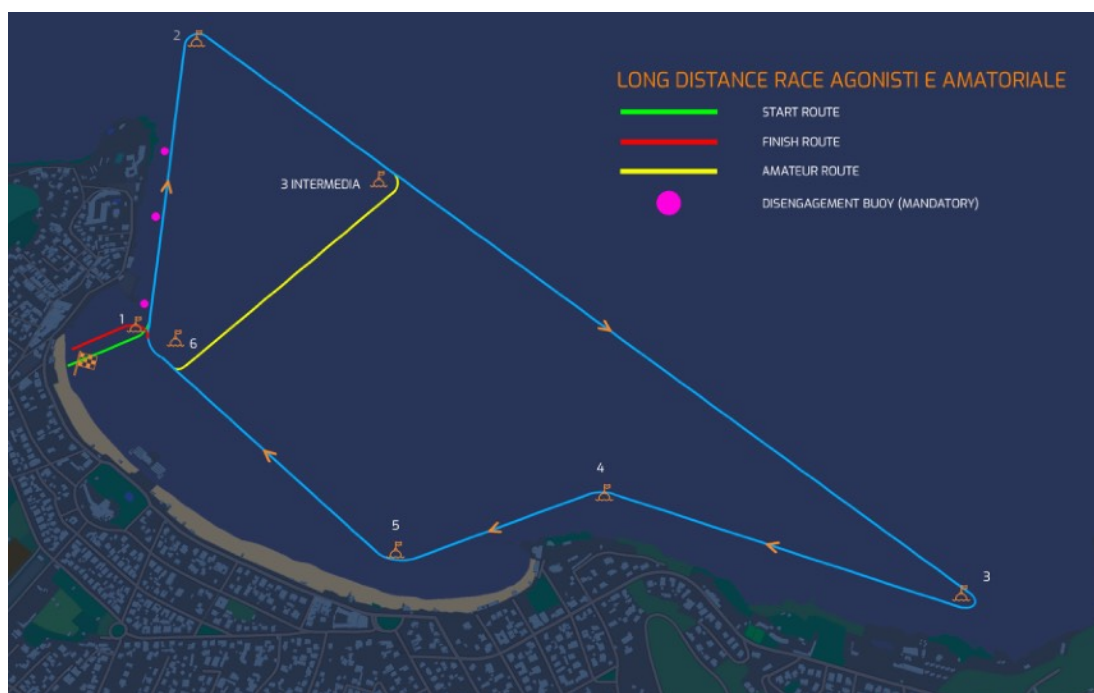 2
LONG DISTANCE RACE AGONISTI E AMATORIALE
START ROUTE
FINISH ROUTE
AMATEUR ROUTE
DISENGAGEMENT BUOY (MANDATORY)
3 INTERMEDIA
1
6
4
5
3